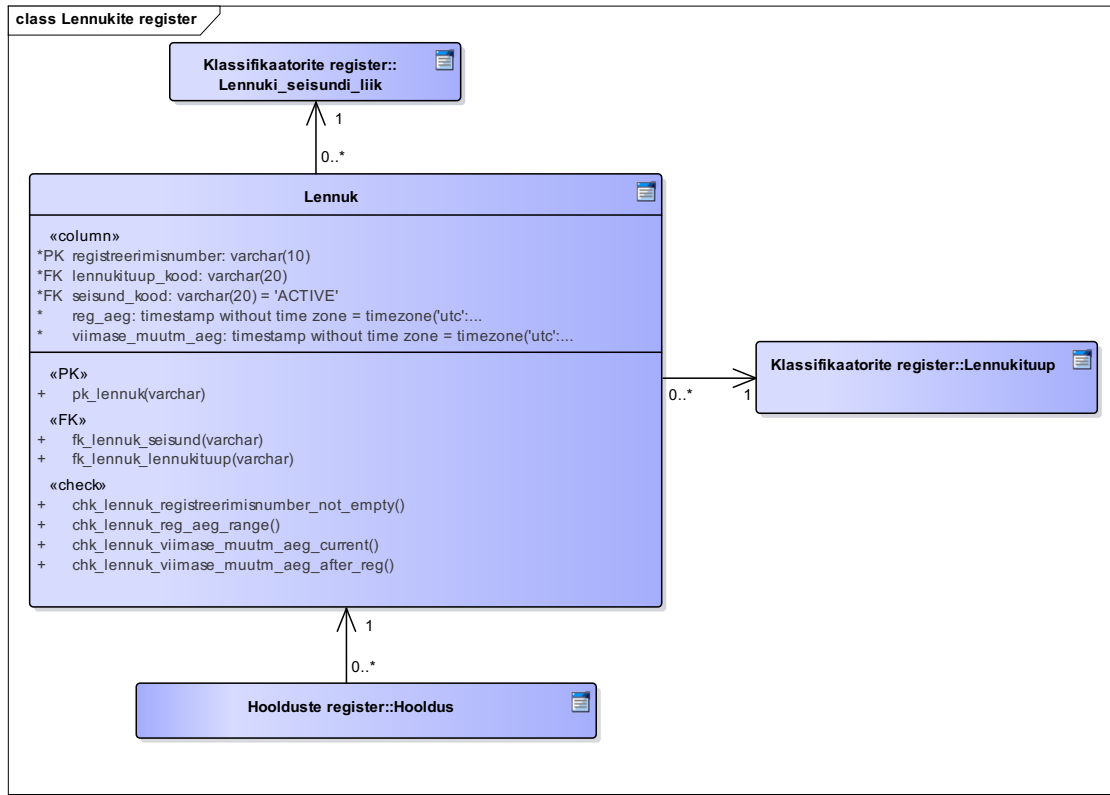 class Lennukite register
Klassifikaatorite register::
Lennuki_seisundi_liik
1
0..*
Lennuk
«column»
*PK registreerimisnumber: varchar(10)
*FK lennukituup_kood: varchar(20)
*FK seisund_kood: varchar(20) = 'ACTIVE'
* reg_aeg: timestamp without time zone = timezone('utc':...
* viimase_muutm_aeg: timestamp without time zone = timezone('utc':...
«PK»
+ pk_lennuk(varchar)
«FK»
+ fk_lennuk_seisund(varchar)
+ fk_lennuk_lennukituup(varchar)
«check»
+ chk_lennuk_registreerimisnumber_not_empty()
+ chk_lennuk_reg_aeg_range()
+ chk_lennuk_viimase_muutm_aeg_current()
+ chk_lennuk_viimase_muutm_aeg_after_reg()
0..*
1
Klassifikaatorite register::Lennukituup
1
0..*
Hoolduste register::Hooldus